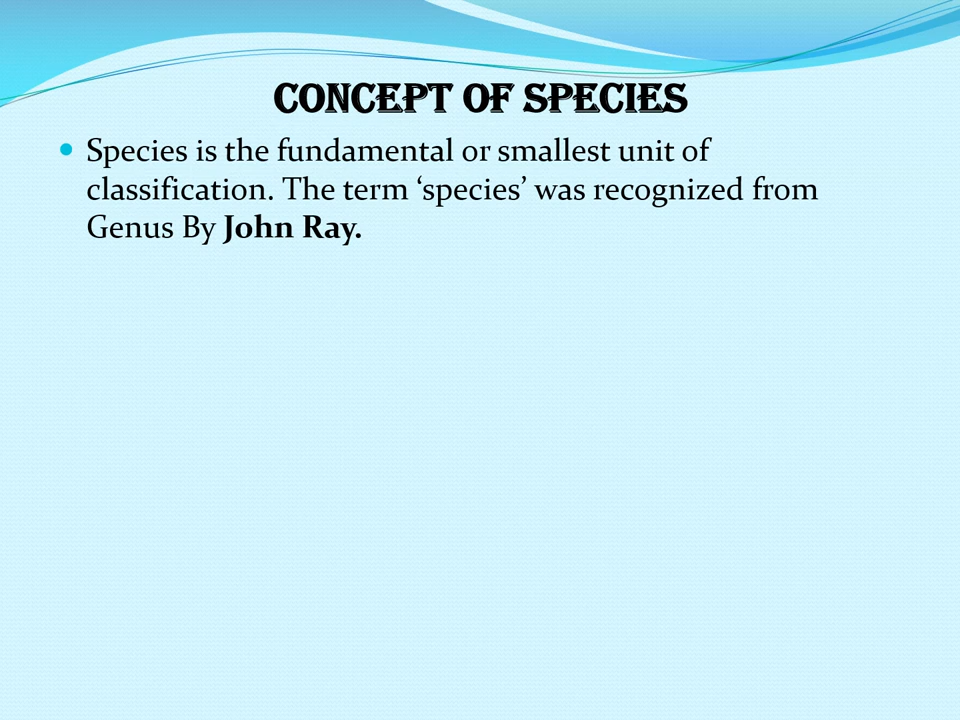 CONCEPT OF SPECIES
• Species is the fundamental or smallest unit of
classification. The term ‘species’ was recognized from
Genus By John Ray.